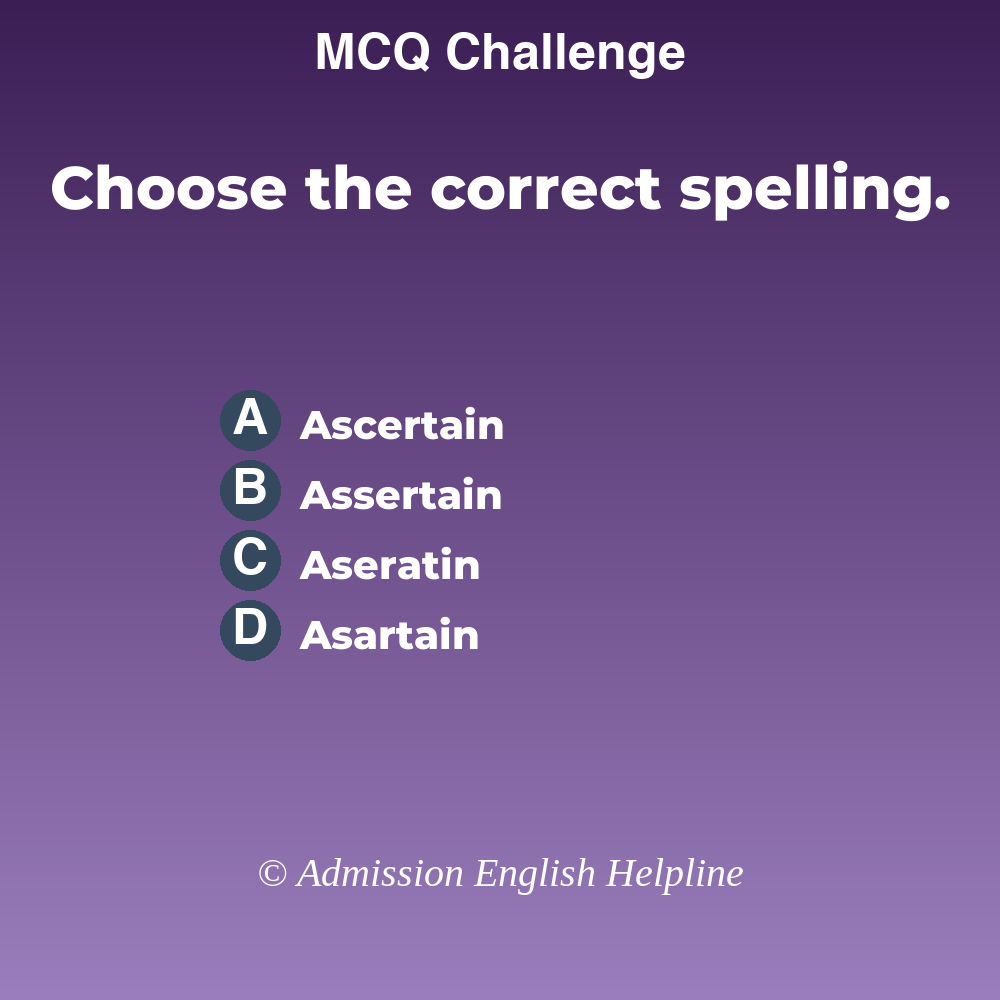 MCQ Challenge
Choose the correct spelling.
A Ascertain
B Assertain
C Aseratin
D Asartain
© Admission English Helpline